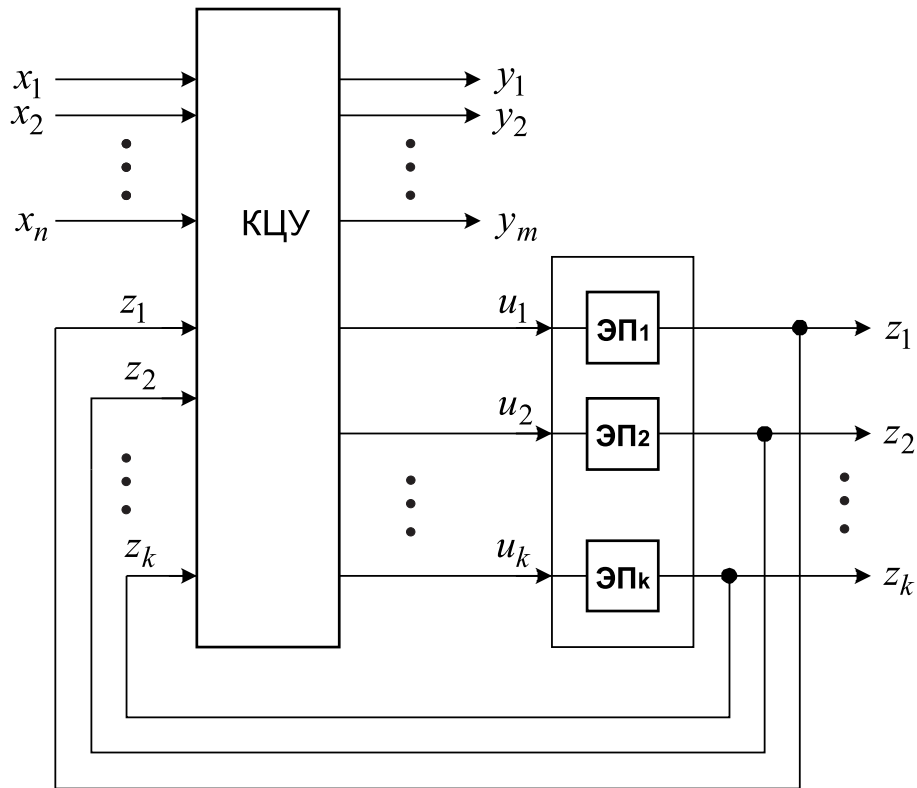 x₁ y₁
x₂ y₂
КЦУ
xₙ yₘ
z₁ u₁ ЭП₁ z₁
z₂ u₂ ЭП₂ z₂
zₖ uₖ ЭПₖ zₖ